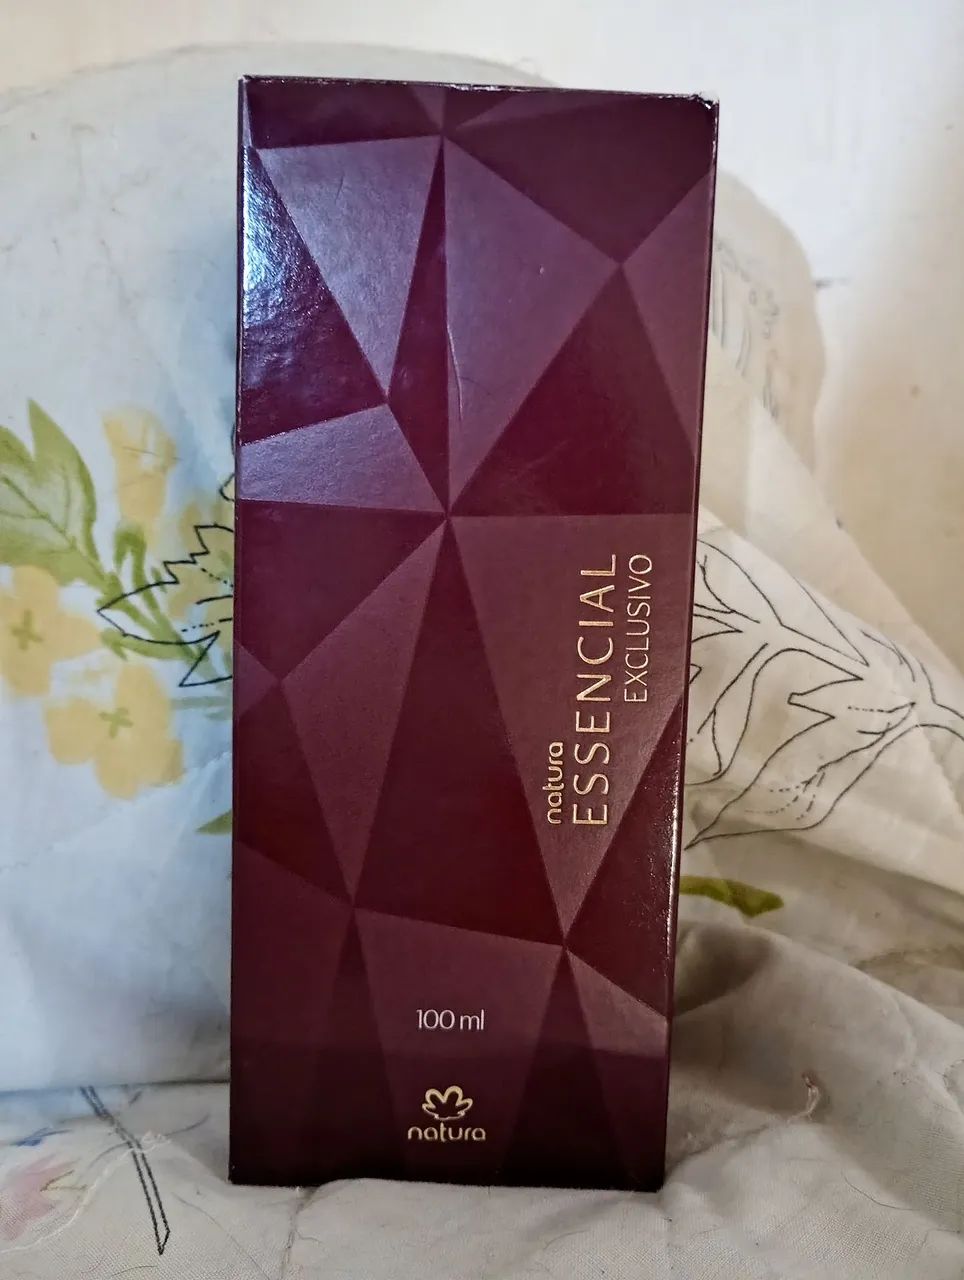 natura
ESSENCIAL
EXCLUSIVO
100 ml
natura